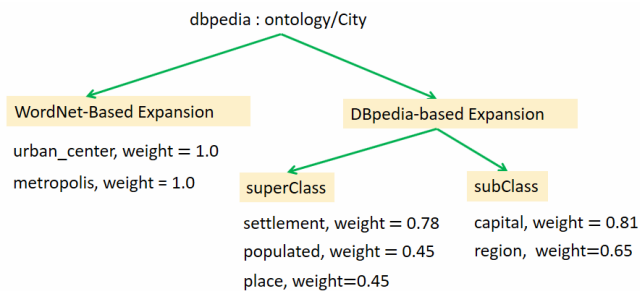 dbpedia : ontology/City
WordNet-Based Expansion
urban_center, weight = 1.0
metropolis, weight = 1.0
DBpedia-based Expansion
superClass
settlement, weight = 0.78
populated, weight = 0.45
place, weight=0.45
subClass
capital, weight = 0.81
region, weight=0.65